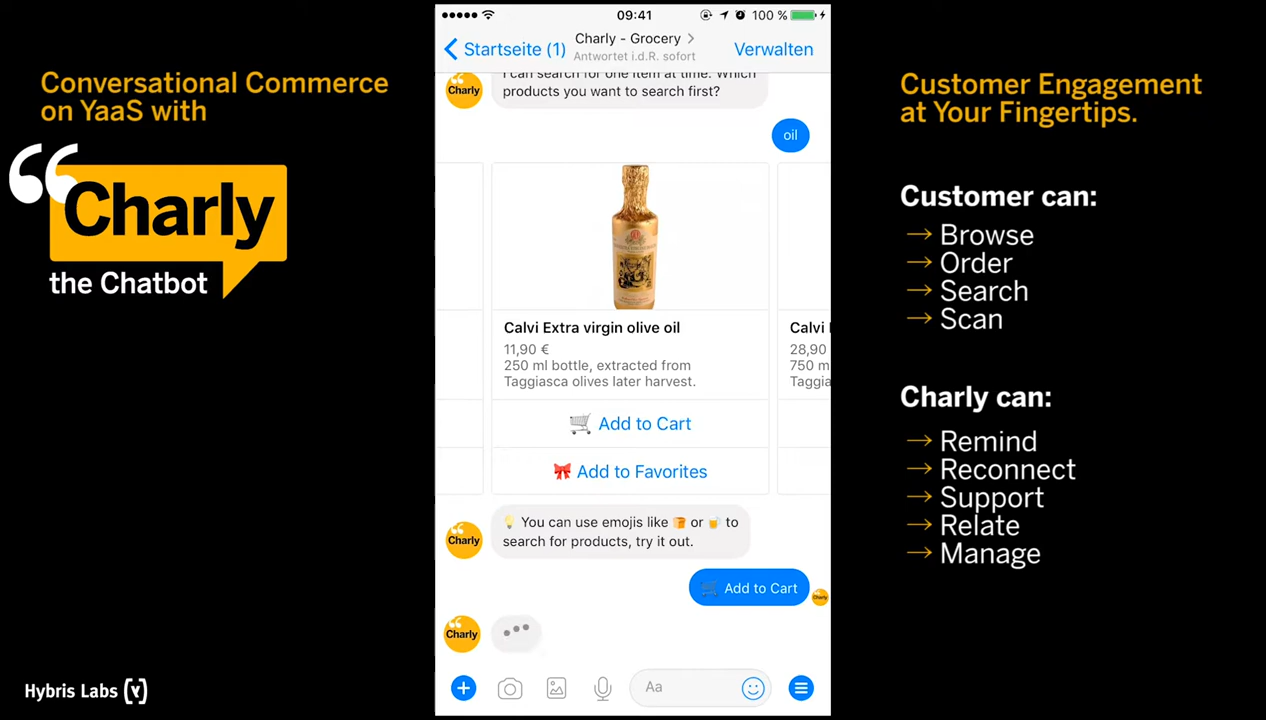 Conversational Commerce
on YaaS with
Charly
the Chatbot
Hybris Labs (Y)
09:41
100 %
Startseite (1)
Charly - Grocery
Antwortet i.d.R. sofort
Verwalten
I can search for one item at time. Which
products you want to search first?
Charly
oil
Calvi Extra virgin olive oil
11,90 €
250 ml bottle, extracted from
Taggiasca olives later harvest.
Add to Cart
Add to Favorites
Calvi
28,90
750 m
Taggia
You can use emojis like 🍞 or 🍺 to
search for products, try it out.
Charly
Add to Cart
Charly
Charly
Aa
Customer Engagement
at Your Fingertips.
Customer can:
→ Browse
→ Order
→ Search
→ Scan
Charly can:
→ Remind
→ Reconnect
→ Support
→ Relate
→ Manage